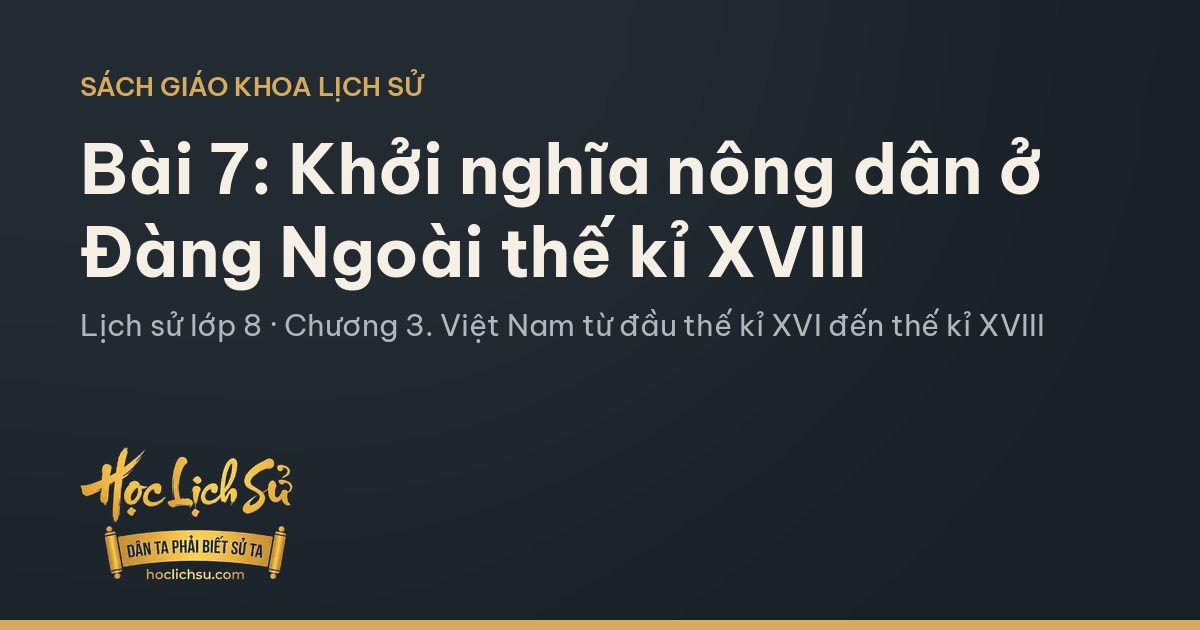 SÁCH GIÁO KHOA LỊCH SỬ
Bài 7: Khởi nghĩa nông dân ở
Đàng Ngoài thế kỉ XVIII
Lịch sử lớp 8 · Chương 3. Việt Nam từ đầu thế kỉ XVI đến thế kỉ XVIII
Học Lịch Sử
DÂN TA PHẢI BIẾT SỬ TA
hoclichsu.com